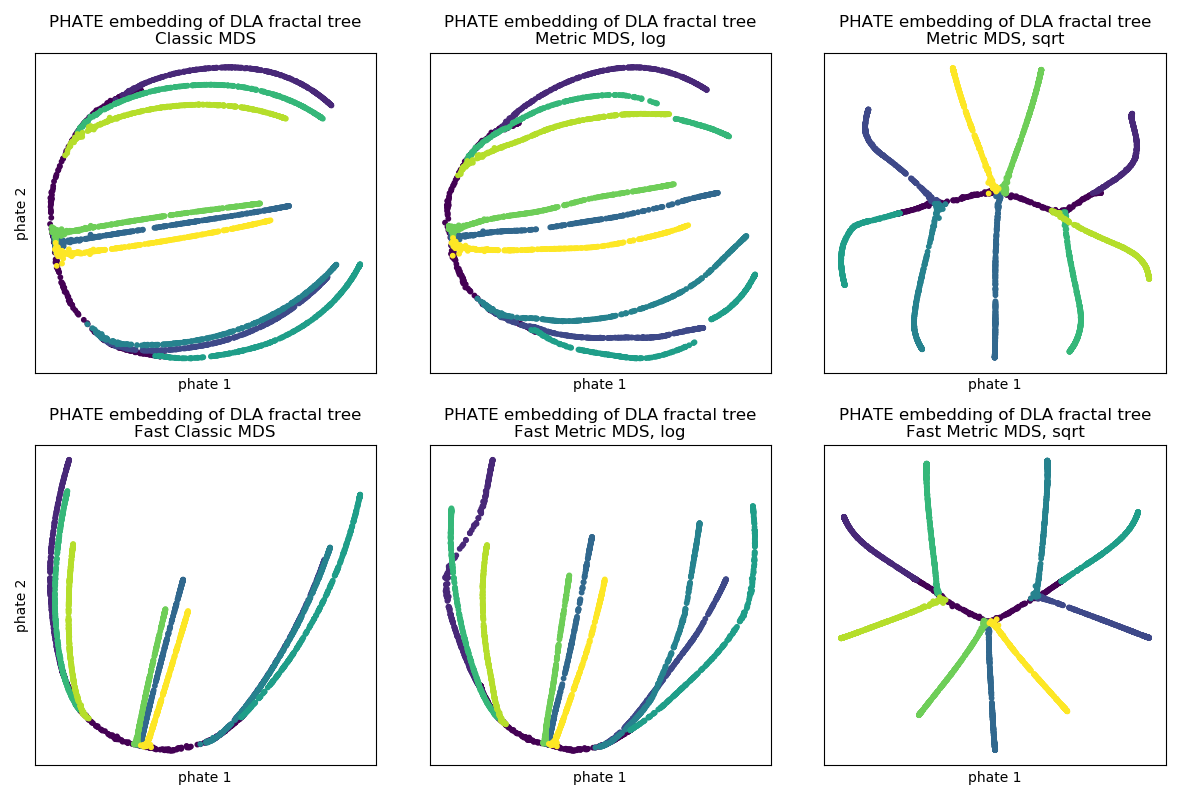 PHATE embedding of DLA fractal tree
Classic MDS
phate 2
phate 1
PHATE embedding of DLA fractal tree
Metric MDS, log
phate 1
PHATE embedding of DLA fractal tree
Metric MDS, sqrt
phate 1
PHATE embedding of DLA fractal tree
Fast Classic MDS
phate 2
phate 1
PHATE embedding of DLA fractal tree
Fast Metric MDS, log
phate 1
PHATE embedding of DLA fractal tree
Fast Metric MDS, sqrt
phate 1